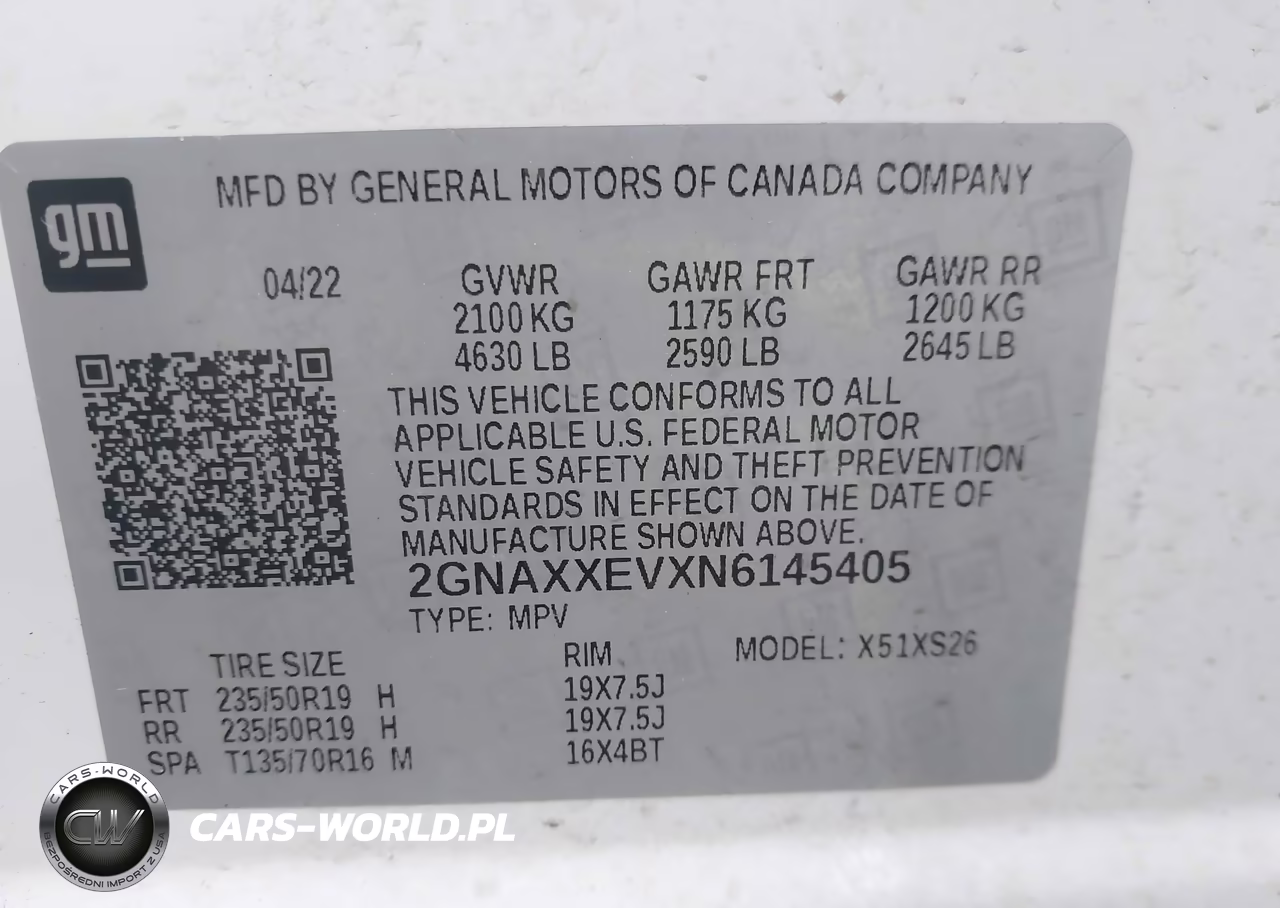 gm
MFD BY GENERAL MOTORS OF CANADA COMPANY
04/22 GVWR GAWR FRT GAWR RR
2100 KG 1175 KG 1200 KG
4630 LB 2590 LB 2645 LB
THIS VEHICLE CONFORMS TO ALL
APPLICABLE U.S. FEDERAL MOTOR
VEHICLE SAFETY AND THEFT PREVENTION
STANDARDS IN EFFECT ON THE DATE OF
MANUFACTURE SHOWN ABOVE.
2GNAXXEVXN6145405
TYPE: MPV
TIRE SIZE RIM MODEL: X51XS26
FRT 235/50R19 H 19X7.5J
RR 235/50R19 H 19X7.5J
SPA T135/70R16 M 16X4BT
CARS-WORLD
CW
BEZPOŚREDNI IMPORT Z USA
CARS-WORLD.PL